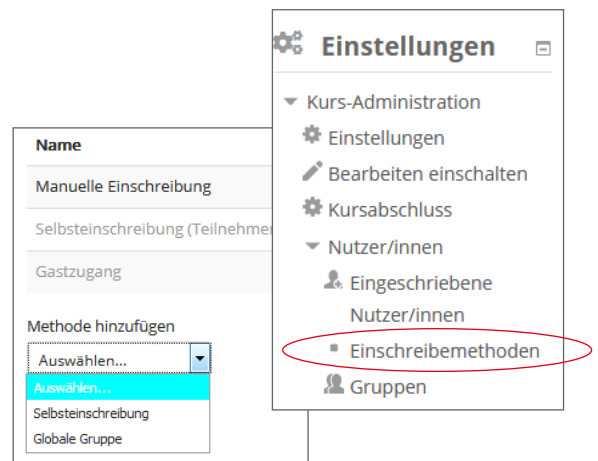 Einstellungen
Kurs-Administration
Einstellungen
Bearbeiten einschalten
Kursabschluss
Nutzer/innen
Eingeschriebene
Nutzer/innen
Einschreibemethoden
Gruppen
Name
Manuelle Einschreibung
Selbsteinschreibung (Teilnehmer
Gastzugang
Methode hinzufügen
Auswählen...
Auswählen...
Selbsteinschreibung
Globale Gruppe